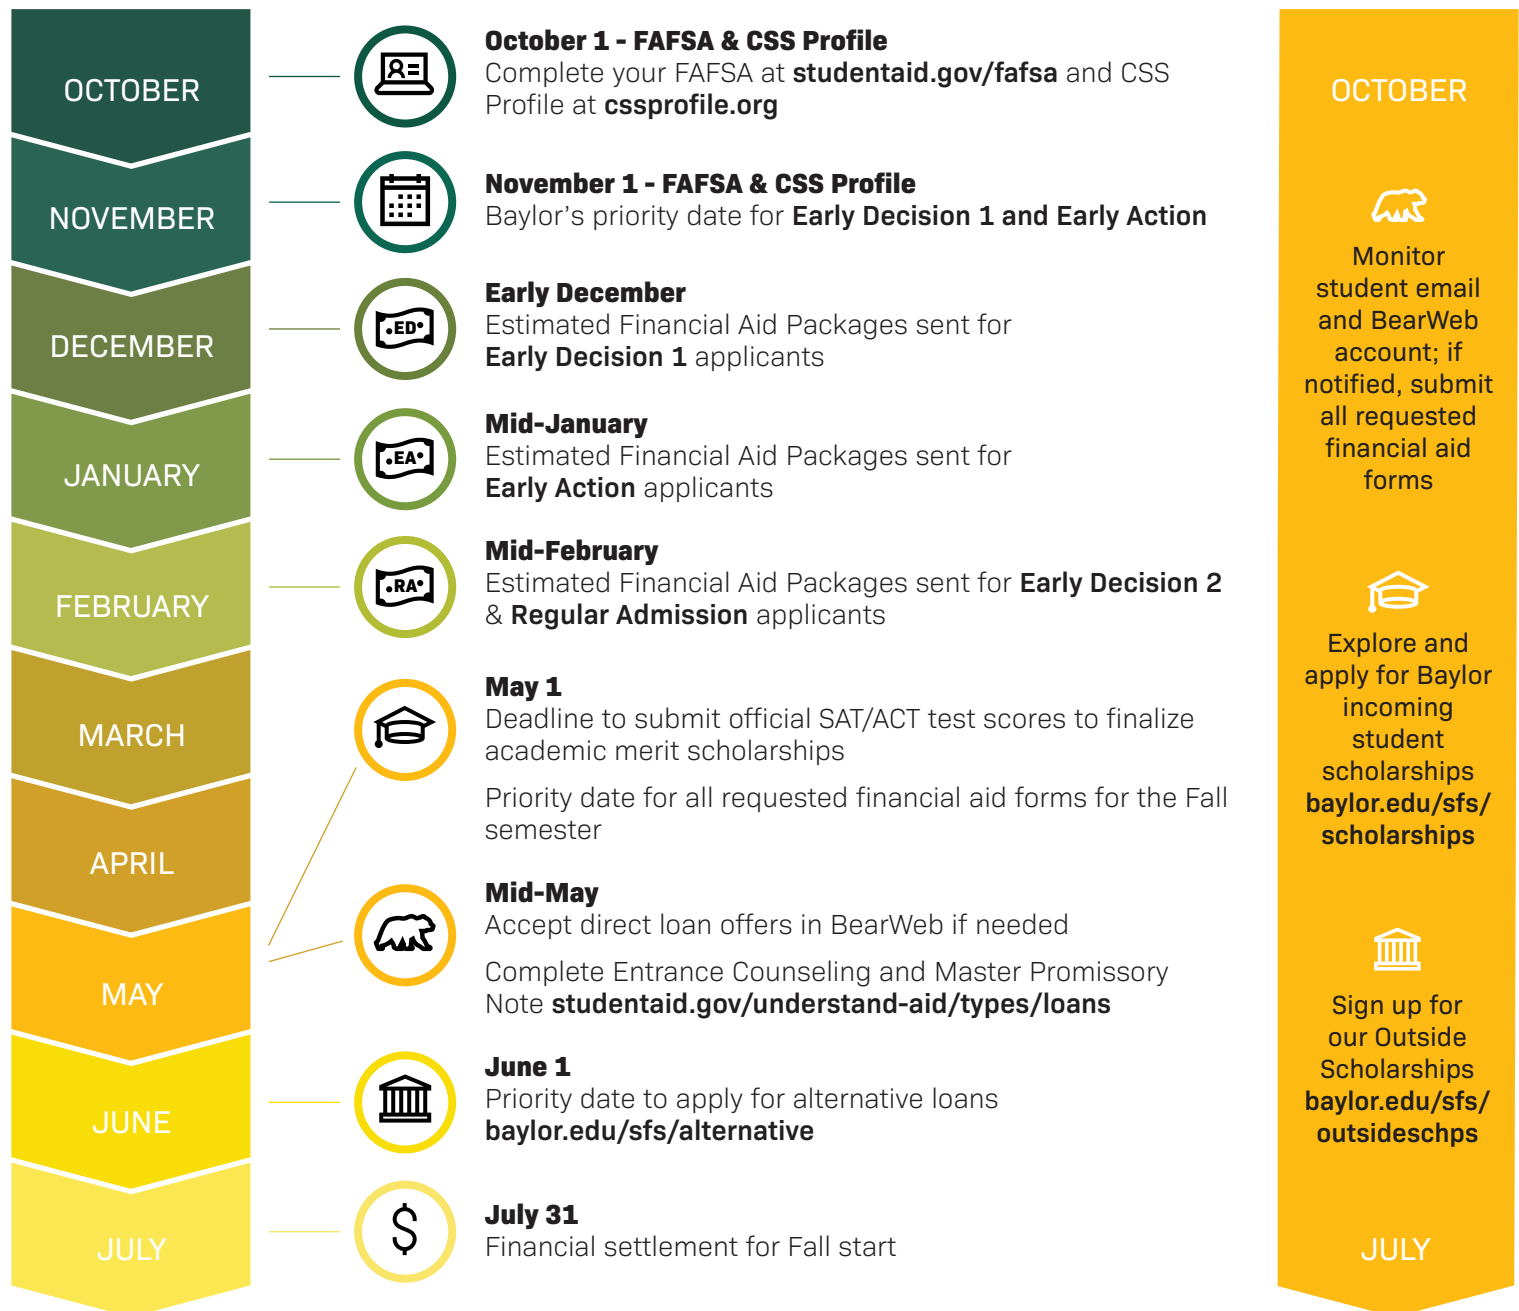 OCTOBER
NOVEMBER
DECEMBER
JANUARY
FEBRUARY
MARCH
APRIL
MAY
JUNE
JULY
October 1 - FAFSA & CSS Profile
Complete your FAFSA at studentaid.gov/fafsa and CSS
Profile at cssprofile.org
November 1 - FAFSA & CSS Profile
Baylor's priority date for Early Decision 1 and Early Action
•ED•
Early December
Estimated Financial Aid Packages sent for
Early Decision 1 applicants
•EA•
Mid-January
Estimated Financial Aid Packages sent for
Early Action applicants
•RA•
Mid-February
Estimated Financial Aid Packages sent for Early Decision 2
& Regular Admission applicants
May 1
Deadline to submit official SAT/ACT test scores to finalize
academic merit scholarships
Priority date for all requested financial aid forms for the Fall
semester
Mid-May
Accept direct loan offers in BearWeb if needed
Complete Entrance Counseling and Master Promissory
Note studentaid.gov/understand-aid/types/loans
June 1
Priority date to apply for alternative loans
baylor.edu/sfs/alternative
$
July 31
Financial settlement for Fall start
OCTOBER
Monitor
student email
and BearWeb
account; if
notified, submit
all requested
financial aid
forms
Explore and
apply for Baylor
incoming
student
scholarships
baylor.edu/sfs/
scholarships
Sign up for
our Outside
Scholarships
baylor.edu/sfs/
outsideschps
JULY